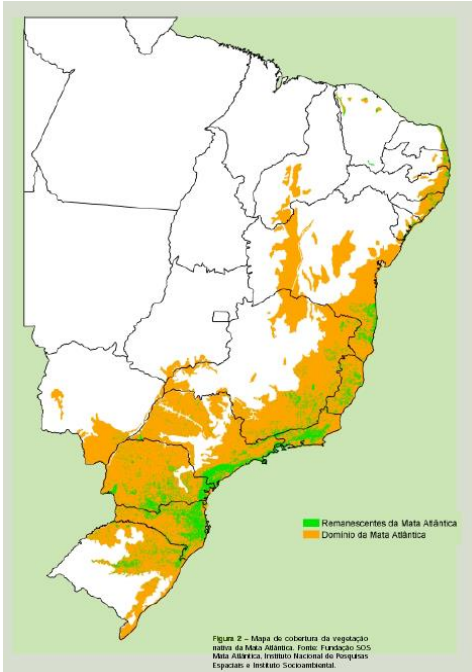 Remanescentes da Mata Atlântica
Domínio da Mata Atlântica
Figura 2 – Mapa de cobertura da vegetação
nativa da Mata Atlântica. Fonte: Fundação SOS
Mata Atlântica, Instituto Nacional de Pesquisas
Espaciais e Instituto Socioambiental.